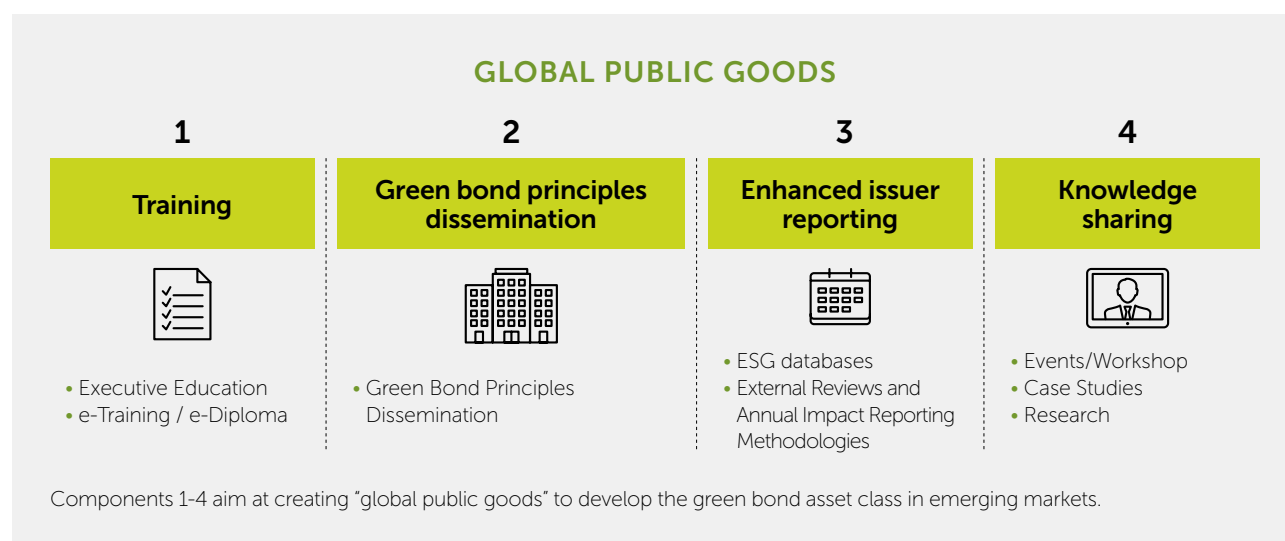 GLOBAL PUBLIC GOODS
1
Training
• Executive Education
• e-Training / e-Diploma
2
Green bond principles
dissemination
• Green Bond Principles
Dissemination
3
Enhanced issuer
reporting
• ESG databases
• External Reviews and
Annual Impact Reporting
Methodologies
4
Knowledge
sharing
• Events/Workshop
• Case Studies
• Research
Components 1-4 aim at creating “global public goods” to develop the green bond asset class in emerging markets.